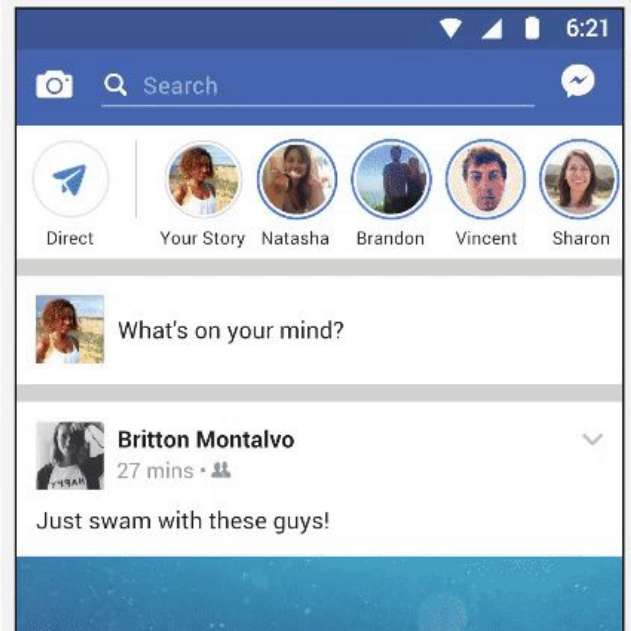 6:21
Search
Direct
Your Story
Natasha
Brandon
Vincent
Sharon
What's on your mind?
Britton Montalvo
27 mins •
Just swam with these guys!